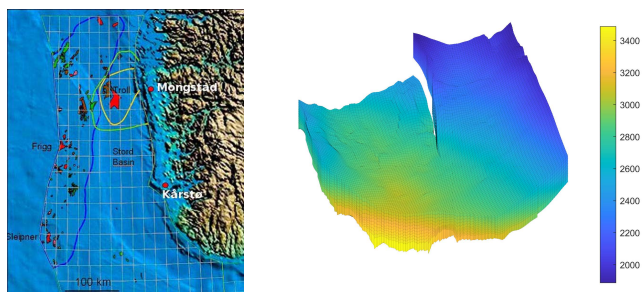 Troll
Mongstad
Frigg
Stord
Basin
Kårstø
Sleipner
100 km
3400
3200
3000
2800
2600
2400
2200
2000